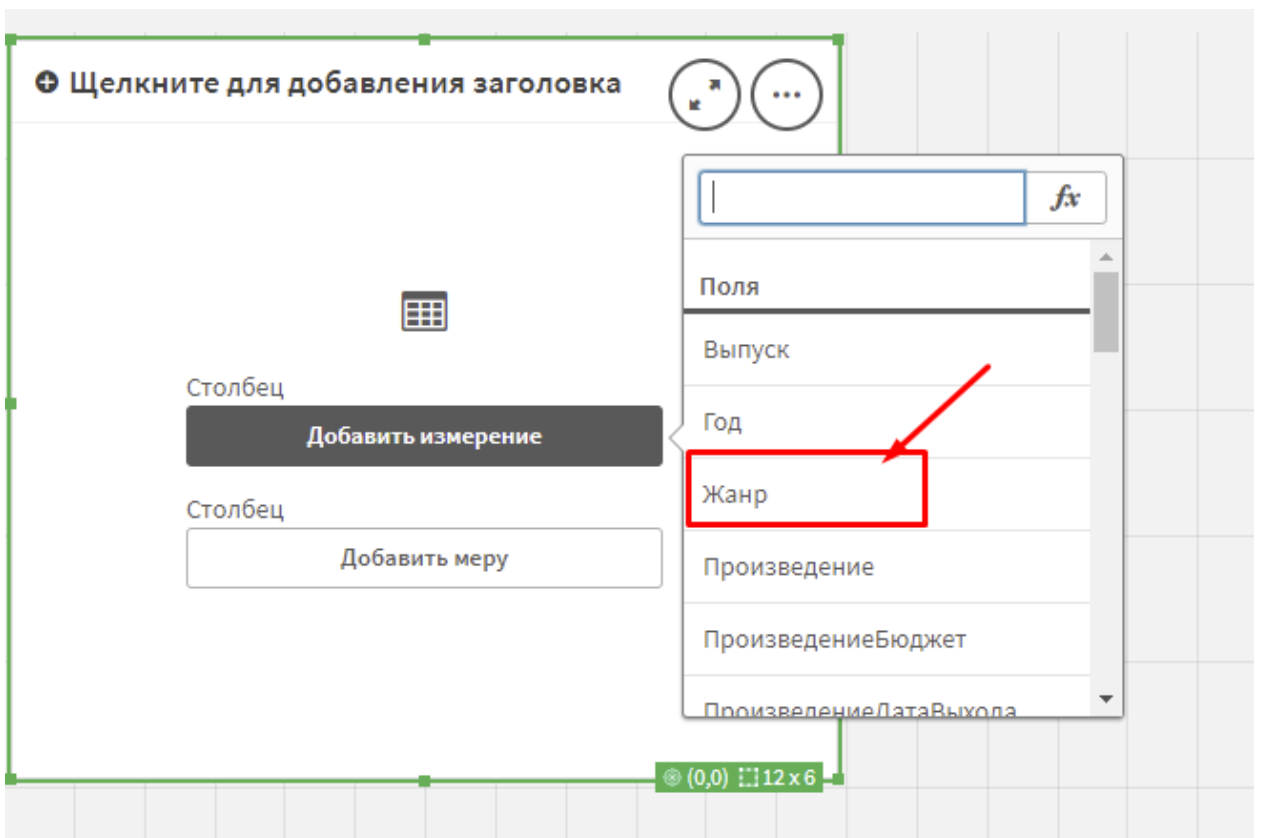 Щелкните для добавления заголовка
fx
Поля
Выпуск
Год
Жанр
Произведение
ПроизведениеБюджет
ПроизведениеДатаВыхода
Столбец
Добавить измерение
Столбец
Добавить меру
(0,0) 12 x 6